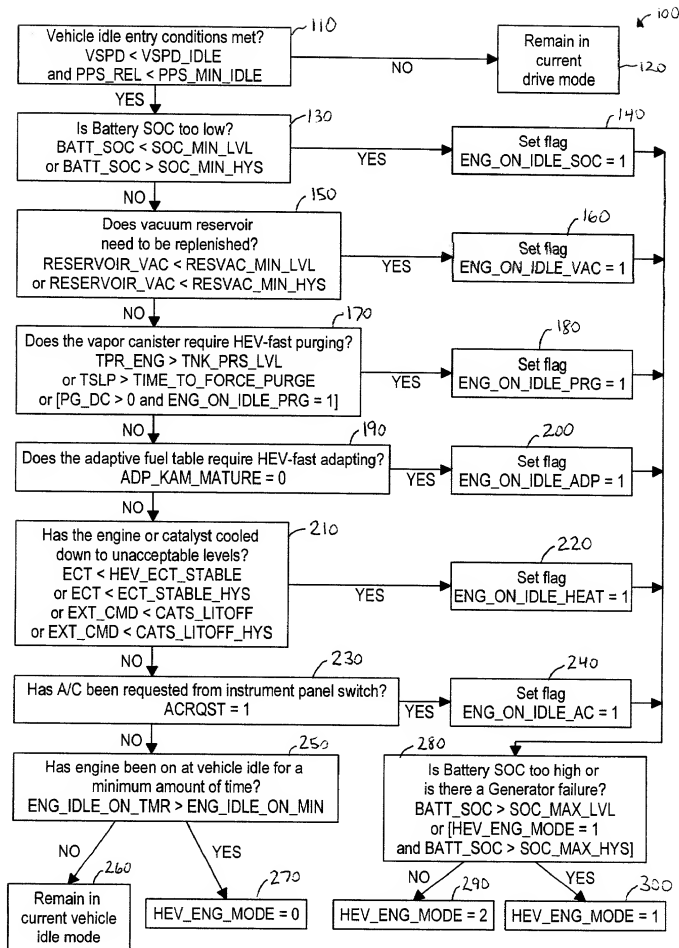 100
110
Vehicle idle entry conditions met?
VSPD < VSPD_IDLE
and PPS_REL < PPS_MIN_IDLE
NO
Remain in
current
drive mode
120
YES
130
Is Battery SOC too low?
BATT_SOC < SOC_MIN_LVL
or BATT_SOC > SOC_MIN_HYS
YES
140
Set flag
ENG_ON_IDLE_SOC = 1
NO
150
Does vacuum reservoir
need to be replenished?
RESERVOIR_VAC < RESVAC_MIN_LVL
or RESERVOIR_VAC < RESVAC_MIN_HYS
YES
160
Set flag
ENG_ON_IDLE_VAC = 1
NO
170
Does the vapor canister require HEV-fast purging?
TPR_ENG > TNK_PRS_LVL
or TSLP > TIME_TO_FORCE_PURGE
or [PG_DC > 0 and ENG_ON_IDLE_PRG = 1]
YES
180
Set flag
ENG_ON_IDLE_PRG = 1
NO
190
Does the adaptive fuel table require HEV-fast adapting?
ADP_KAM_MATURE = 0
YES
200
Set flag
ENG_ON_IDLE_ADP = 1
NO
210
Has the engine or catalyst cooled
down to unacceptable levels?
ECT < HEV_ECT_STABLE
or ECT < ECT_STABLE_HYS
or EXT_CMD < CATS_LITOFF
or EXT_CMD < CATS_LITOFF_HYS
YES
220
Set flag
ENG_ON_IDLE_HEAT = 1
NO
230
Has A/C been requested from instrument panel switch?
ACRQST = 1
YES
240
Set flag
ENG_ON_IDLE_AC = 1
NO
250
Has engine been on at vehicle idle for a
minimum amount of time?
ENG_IDLE_ON_TMR > ENG_IDLE_ON_MIN
280
Is Battery SOC too high or
is there a Generator failure?
BATT_SOC > SOC_MAX_LVL
or [HEV_ENG_MODE = 1
and BATT_SOC > SOC_MAX_HYS]
NO
260
Remain in
current vehicle
idle mode
YES
270
HEV_ENG_MODE = 0
NO
290
HEV_ENG_MODE = 2
YES
300
HEV_ENG_MODE = 1